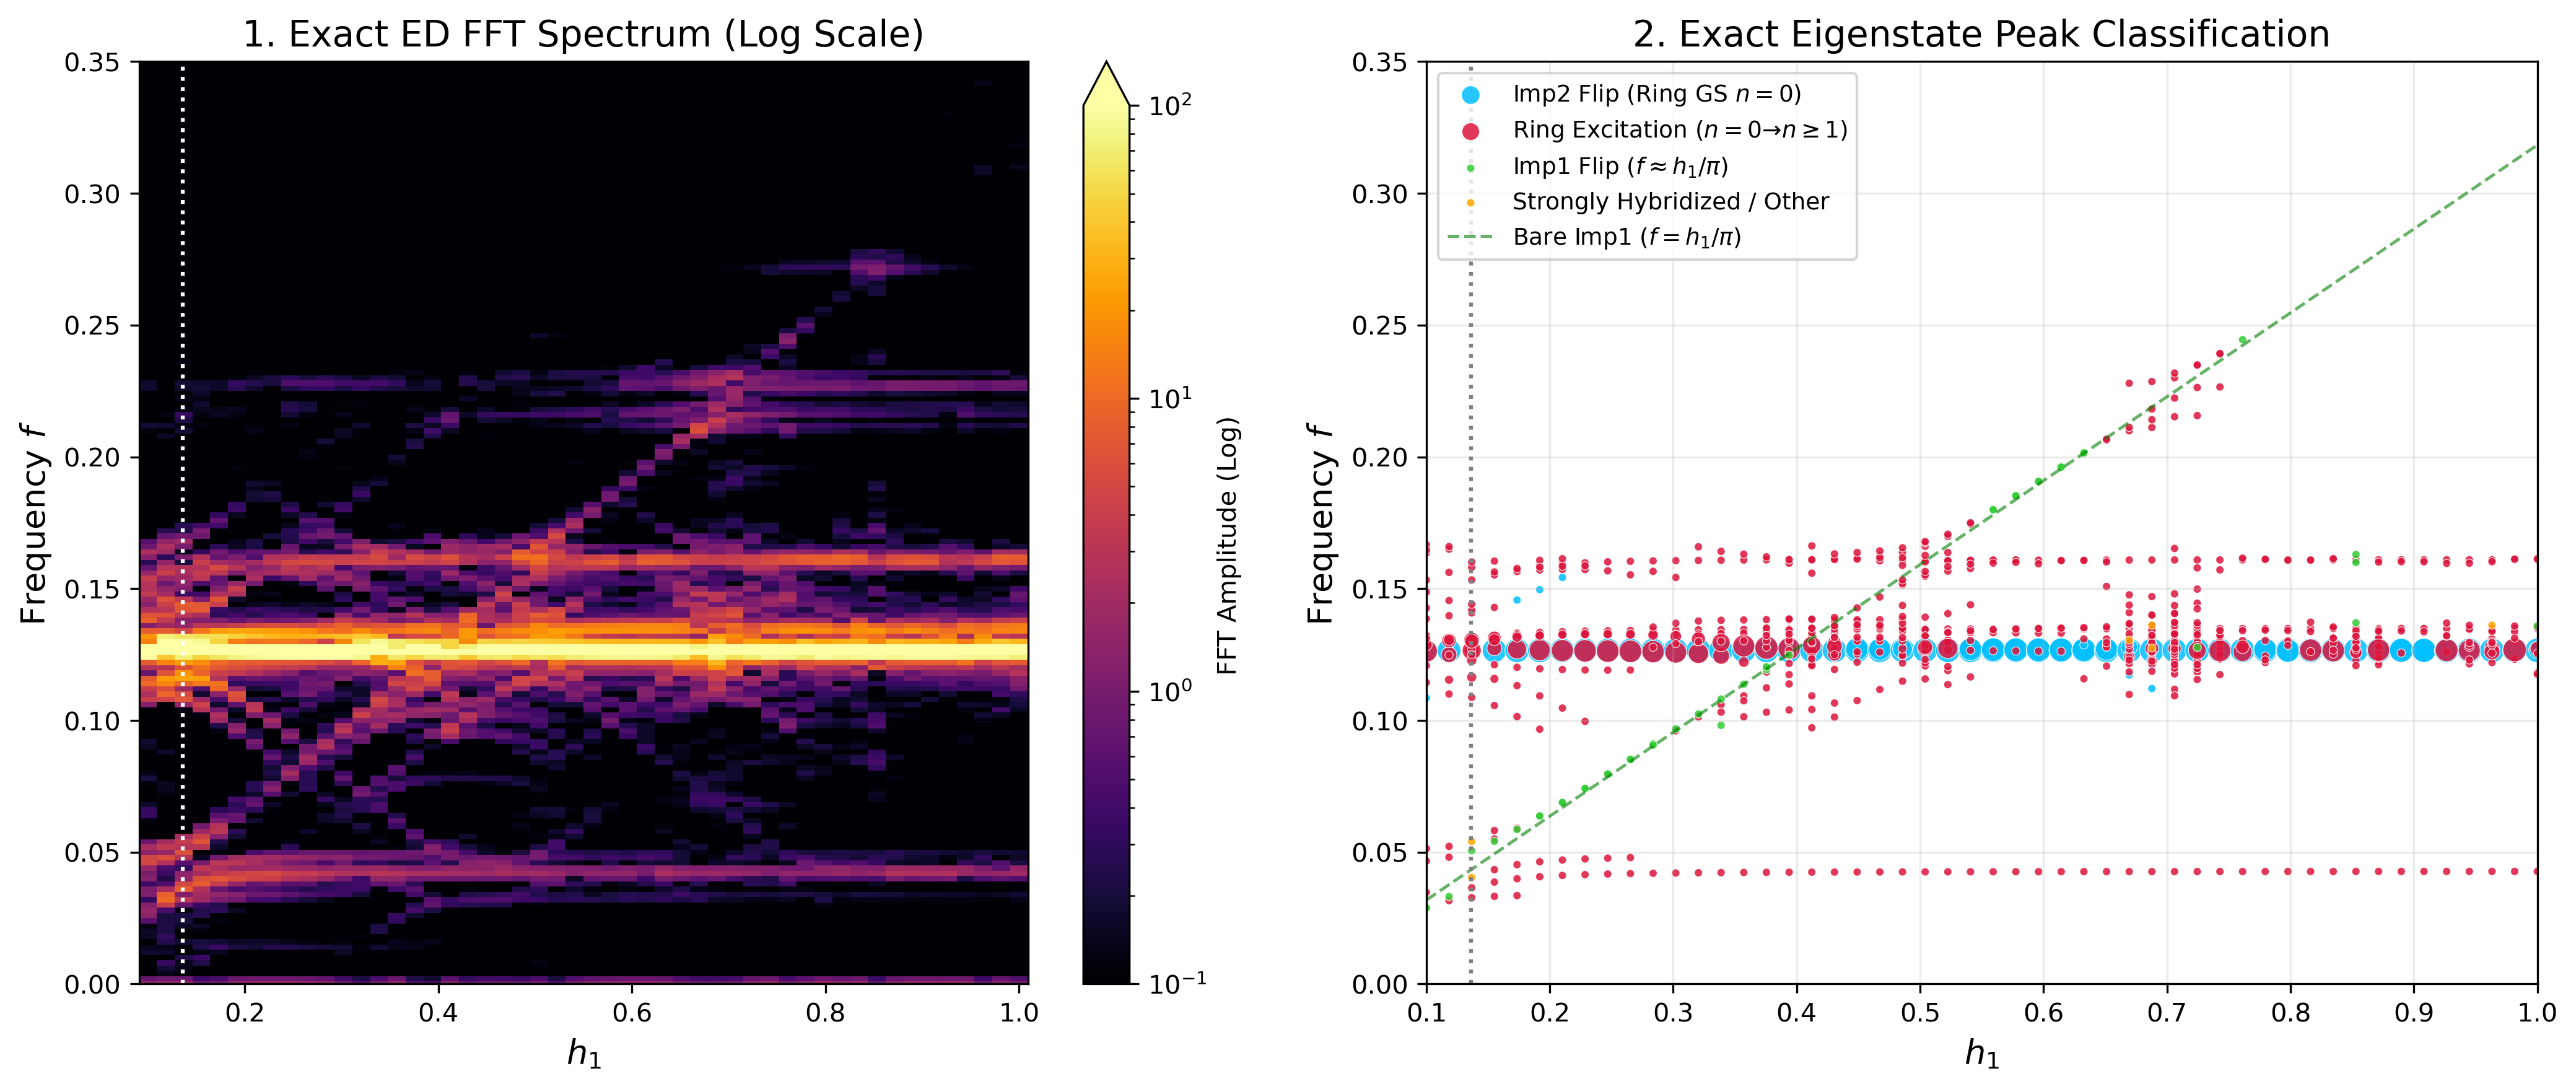 1. Exact ED FFT Spectrum (Log Scale)
0.35
0.30
0.25
0.20
0.15
0.10
0.05
0.00
Frequency f
0.2
0.4
0.6
0.8
1.0
h₁
10²
10¹
10⁰
10⁻¹
FFT Amplitude (Log)
2. Exact Eigenstate Peak Classification
0.35
0.30
0.25
0.20
0.15
0.10
0.05
0.00
Frequency f
Imp2 Flip (Ring GS n = 0)
Ring Excitation (n = 0→n ≥ 1)
Imp1 Flip (f ≈ h₁/π)
Strongly Hybridized / Other
Bare Imp1 (f = h₁/π)
0.1
0.2
0.3
0.4
0.5
0.6
0.7
0.8
0.9
1.0
h₁